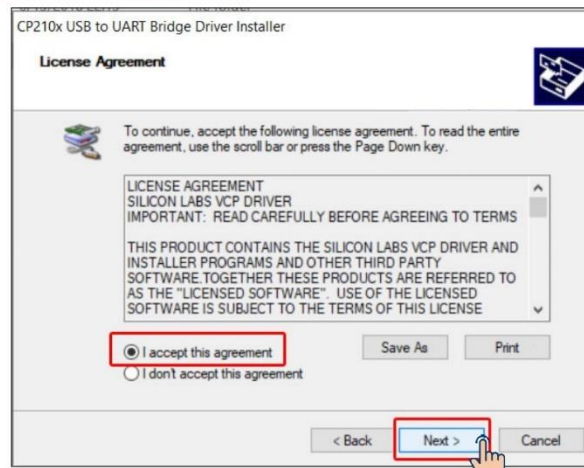 CP210x USB to UART Bridge Driver Installer
License Agreement
To continue, accept the following license agreement. To read the entire
agreement, use the scroll bar or press the Page Down key.
LICENSE AGREEMENT
SILICON LABS VCP DRIVER
IMPORTANT: READ CAREFULLY BEFORE AGREEING TO TERMS
THIS PRODUCT CONTAINS THE SILICON LABS VCP DRIVER AND
INSTALLER PROGRAMS AND OTHER THIRD PARTY
SOFTWARE.TOGETHER THESE PRODUCTS ARE REFERRED TO
AS THE "LICENSED SOFTWARE". USE OF THE LICENSED
SOFTWARE IS SUBJECT TO THE TERMS OF THIS LICENSE
I accept this agreement
Save As
Print
I don't accept this agreement
< Back
Next >
Cancel